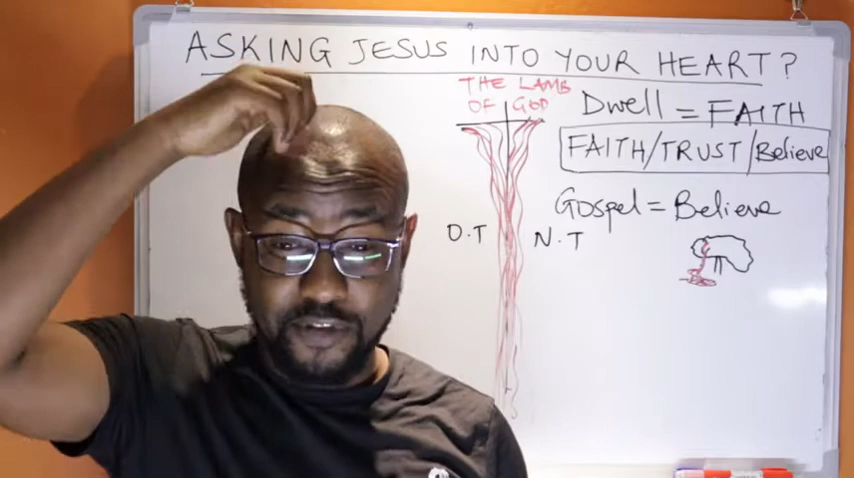 ASKING JESUS INTO YOUR HEART?
THE LAMB
OF GOD
Dwell = FAITH
FAITH/TRUST/Believe
Gospel = Believe
O.T
N.T